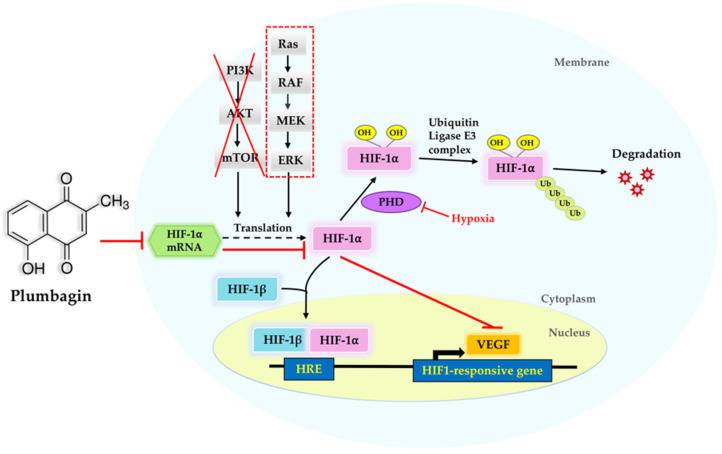 Membrane
PI3K
AKT
mTOR
Ras
RAF
MEK
ERK
OH OH
HIF-1α
Ubiquitin
Ligase E3
complex
OH OH
HIF-1α
Ub
Ub
Ub
Ub
Degradation
PHD
Hypoxia
CH₃
O
O
OH
Plumbagin
HIF-1α
mRNA
Translation
HIF-1α
HIF-1β
Cytoplasm
Nucleus
HIF-1β HIF-1α
VEGF
HRE
HIF1-responsive gene